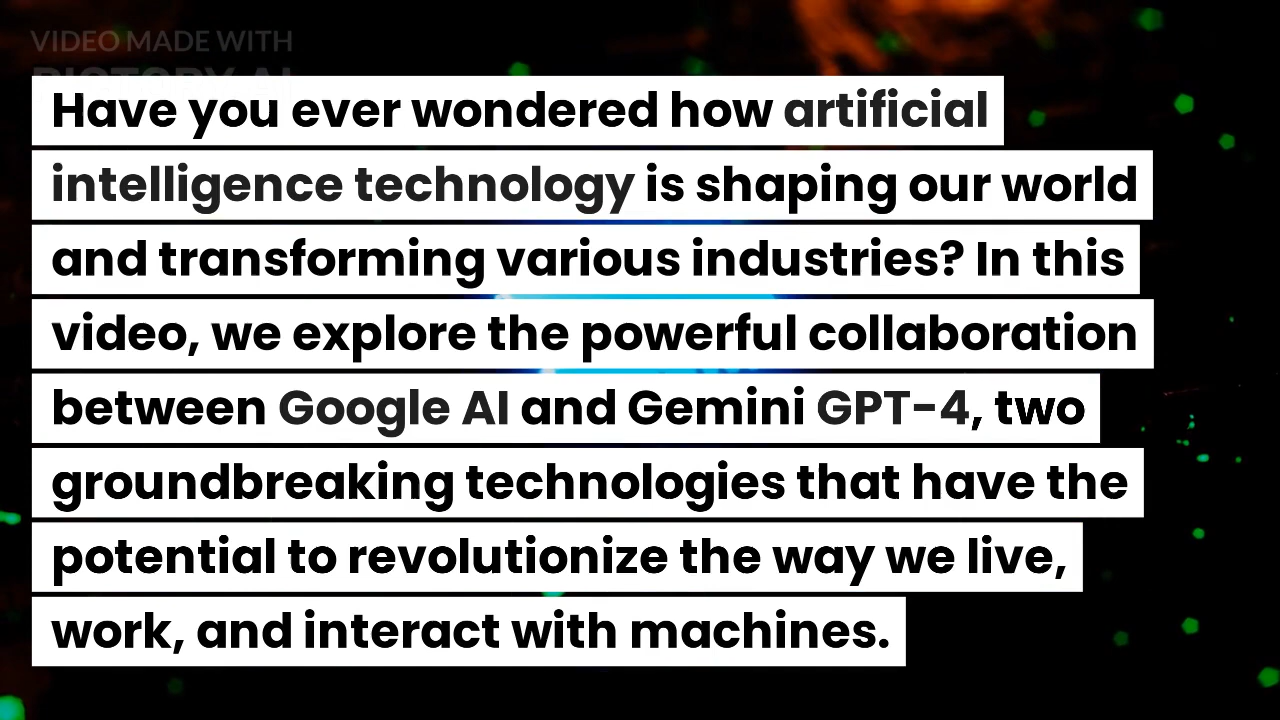 VIDEO MADE WITH
PICTORY.AI
Have you ever wondered how artificial
intelligence technology is shaping our world
and transforming various industries? In this
video, we explore the powerful collaboration
between Google AI and Gemini GPT-4, two
groundbreaking technologies that have the
potential to revolutionize the way we live,
work, and interact with machines.